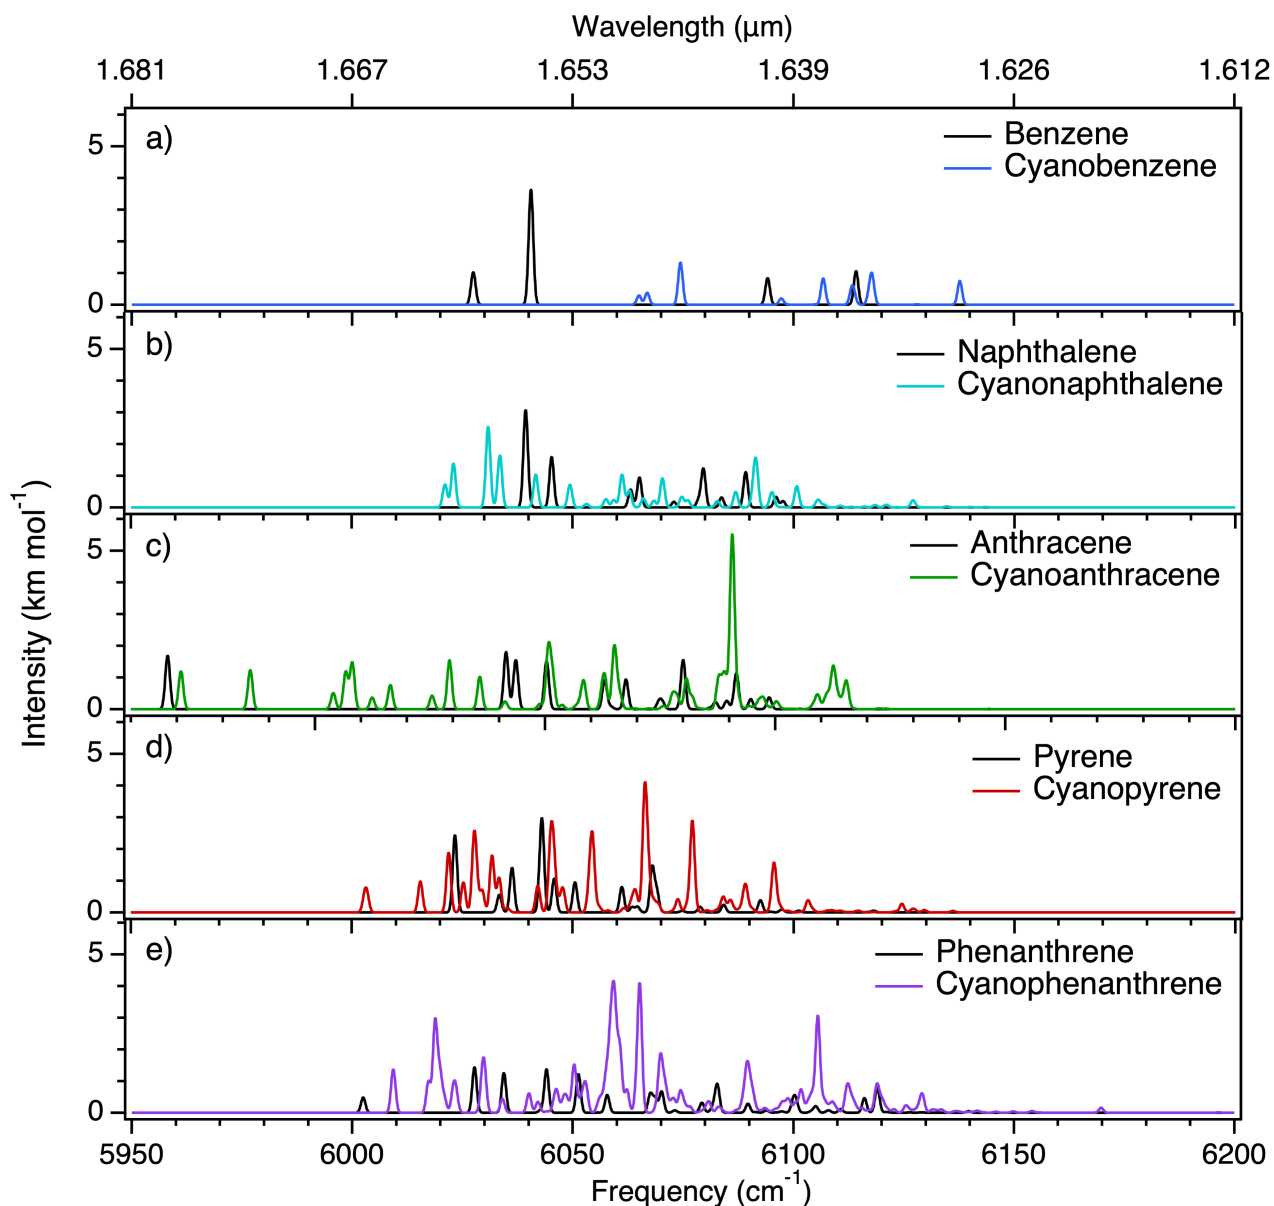 Wavelength (µm)
1.681 1.667 1.653 1.639 1.626 1.612
a)
Benzene
Cyanobenzene
5
0
b)
Naphthalene
Cyanonaphthalene
5
0
c)
Anthracene
Cyanoanthracene
5
0
d)
Pyrene
Cyanopyrene
5
0
e)
Phenanthrene
Cyanophenanthrene
5
0
Intensity (km mol⁻¹)
5950 6000 6050 6100 6150 6200
Frequency (cm⁻¹)